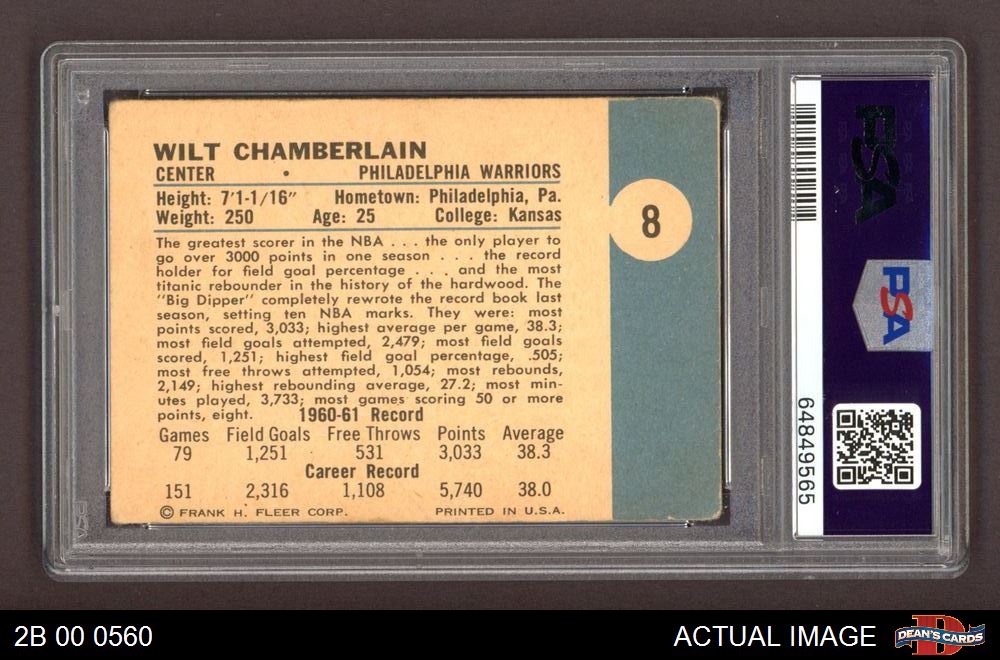 WILT CHAMBERLAIN
CENTER • PHILADELPHIA WARRIORS
Height: 7'1-1/16" Hometown: Philadelphia, Pa.
Weight: 250 Age: 25 College: Kansas
The greatest scorer in the NBA . . . the only player to
go over 3000 points in one season . . . the record
holder for field goal percentage . . . and the most
titanic rebounder in the history of the hardwood. The
"Big Dipper" completely rewrote the record book last
season, setting ten NBA marks. They were: most
points scored, 3,033; highest average per game, 38.3;
most field goals attempted, 2,479; most field goals
scored, 1,251; highest field goal percentage, .505;
most free throws attempted, 1,054; most rebounds,
2,149; highest rebounding average, 27.2; most min-
utes played, 3,733; most games scoring 50 or more
points, eight.
1960-61 Record
Games Field Goals Free Throws Points Average
79 1,251 531 3,033 38.3
Career Record
151 2,316 1,108 5,740 38.0
© FRANK H. FLEER CORP. PRINTED IN U.S.A.
8
PSA
PSA
64849565
2B 00 0560
ACTUAL IMAGE
DEAN'S CARDS